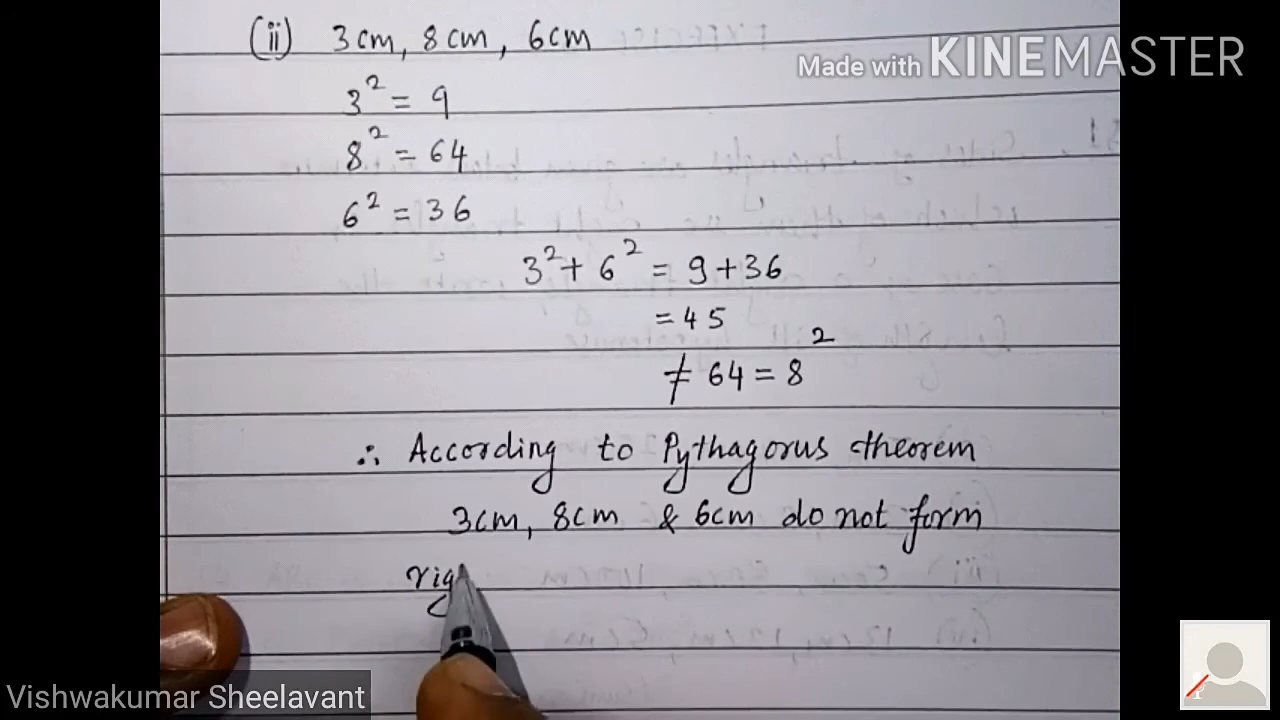 (ii) 3cm, 8cm, 6cm
Made with KINEMASTER
3² = 9
8² = 64
6² = 36
3² + 6² = 9 + 36
= 45
≠ 64 = 8²
∴ According to Pythagorus theorem
3cm, 8cm & 6cm do not form
rig
Vishwakumar Sheelavant